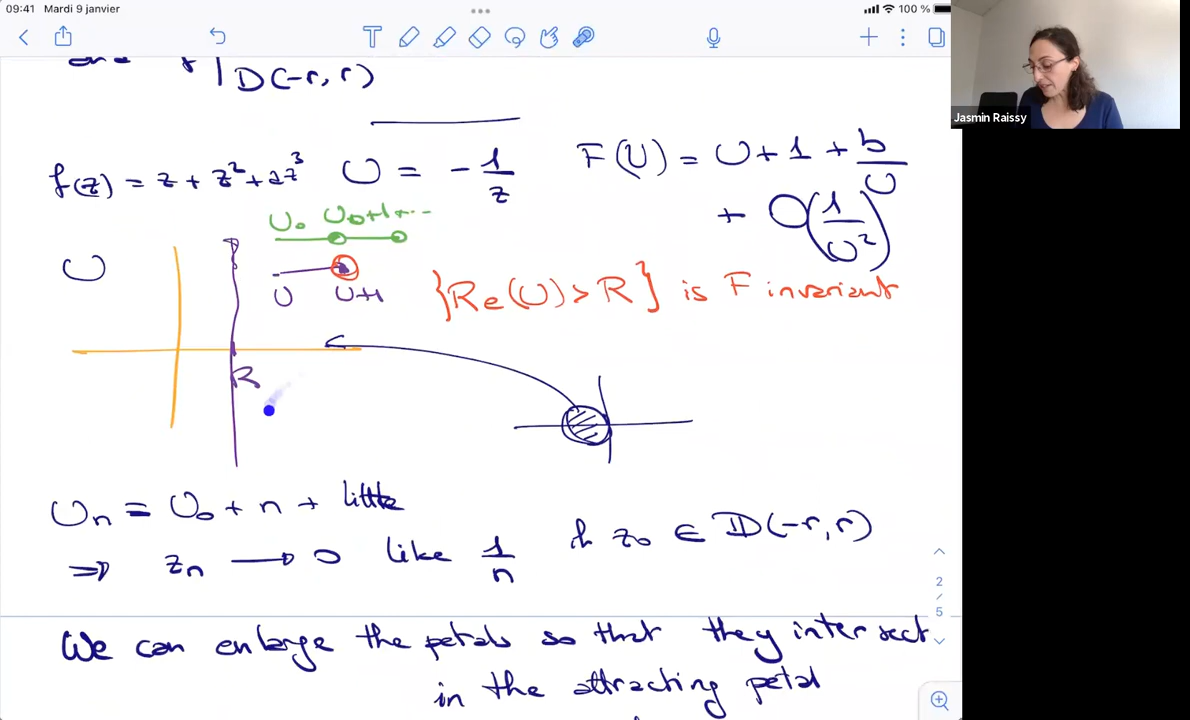 09:41 Mardi 9 janvier
100 %
Jasmin Raissy
D(-r, r)
f(z) = z + z² + az³ U = - 1/z F(U) = U + 1 + b/U
+ O(1/U²)
U₀ U₀+1 ...
U
U U+1 {Re(U) > R} is F invariant
R
Uₙ = U₀ + n + little
⇒ zₙ → 0 like 1/n if z₀ ∈ D(-r, r)
2
/
5
We can enlarge the petals so that they intersect
in the attracting petal